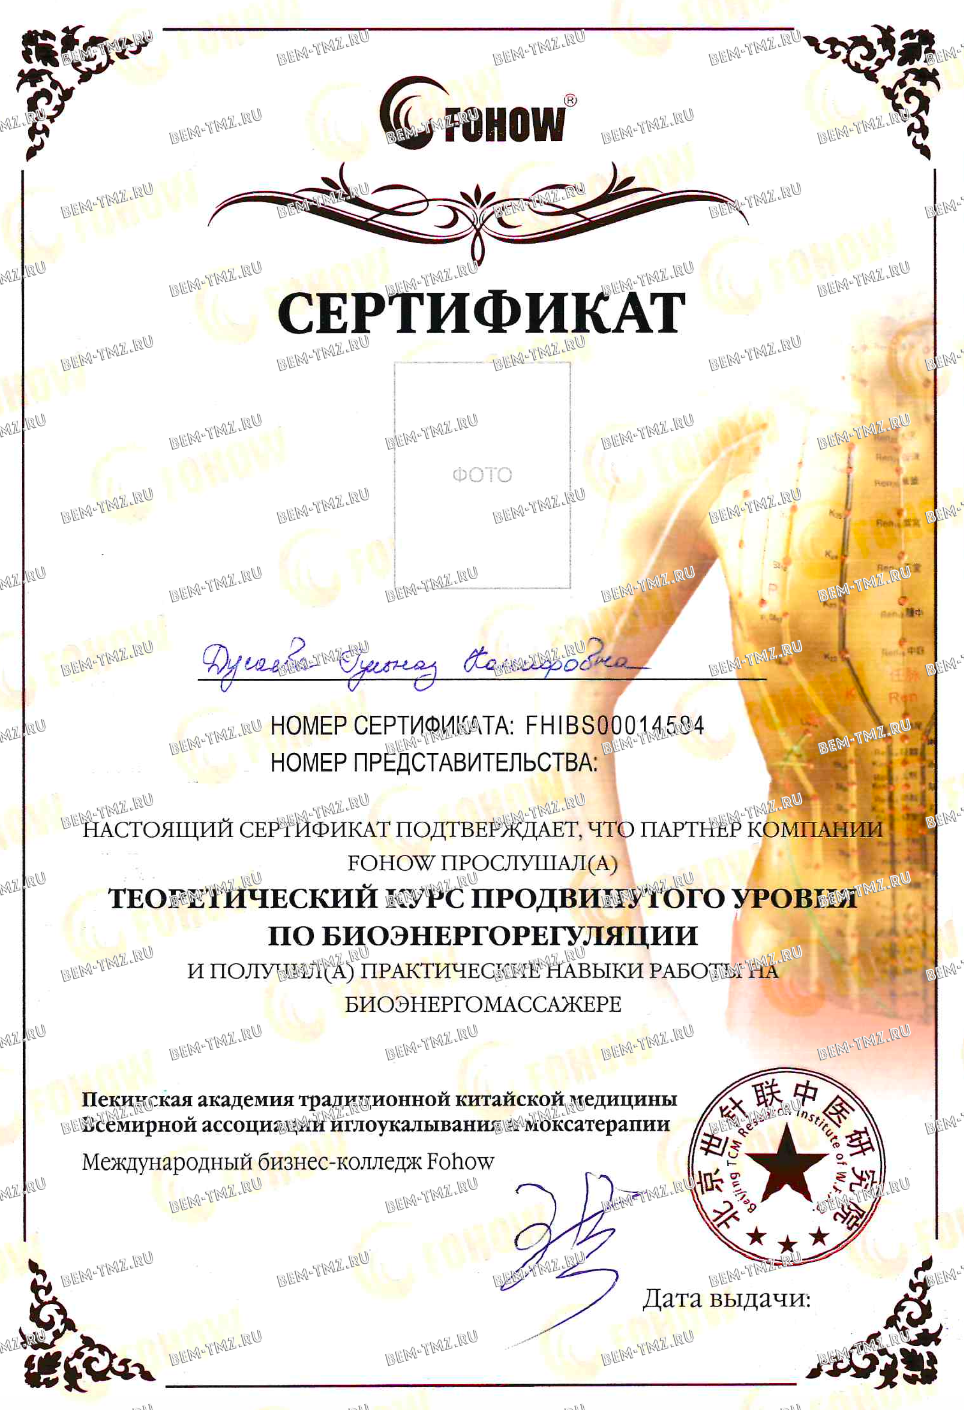 FOHOW®
СЕРТИФИКАТ
ФОТО
Дусаева Гульназ
НОМЕР СЕРТИФИКАТА: FHIBS00014584
НОМЕР ПРЕДСТАВИТЕЛЬСТВА:
НАСТОЯЩИЙ СЕРТИФИКАТ ПОДТВЕРЖДАЕТ, ЧТО ПАРТНЕР КОМПАНИИ
FOHOW ПРОСЛУШАЛ(А)
ТЕОРЕТИЧЕСКИЙ КУРС ПРОДВИНУТОГО УРОВНЯ
ПО БИОЭНЕРГОРЕГУЛЯЦИИ
И ПОЛУЧИЛ(А) ПРАКТИЧЕСКИЕ НАВЫКИ РАБОТЫ НА
БИОЭНЕРГОМАССАЖЕРЕ
Пекинская академия традиционной китайской медицины
Всемирной ассоциации иглоукалывания и моксатерапии
Международный бизнес-колледж Fohow
北京世针联中医研究院
Beijing TCM Research Institute of W.F.
Дата выдачи:
BEM-TMZ.RU